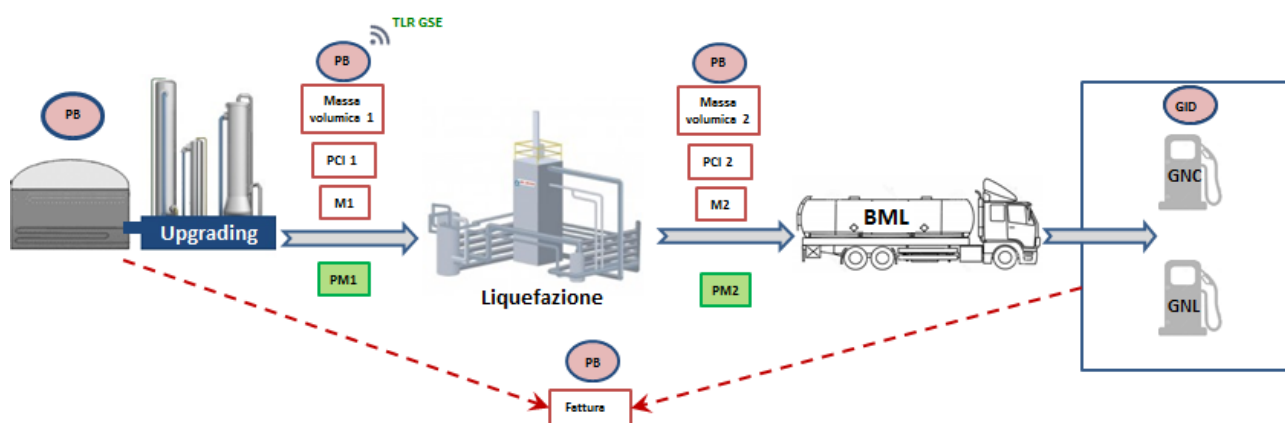 TLR GSE
PB
PB
PB
GID
Massa
volumica 1
Massa
volumica 2
PCI 1
PCI 2
GNC
M1
M2
BML
Upgrading
PM1
PM2
Liquefazione
GNL
PB
Fattura